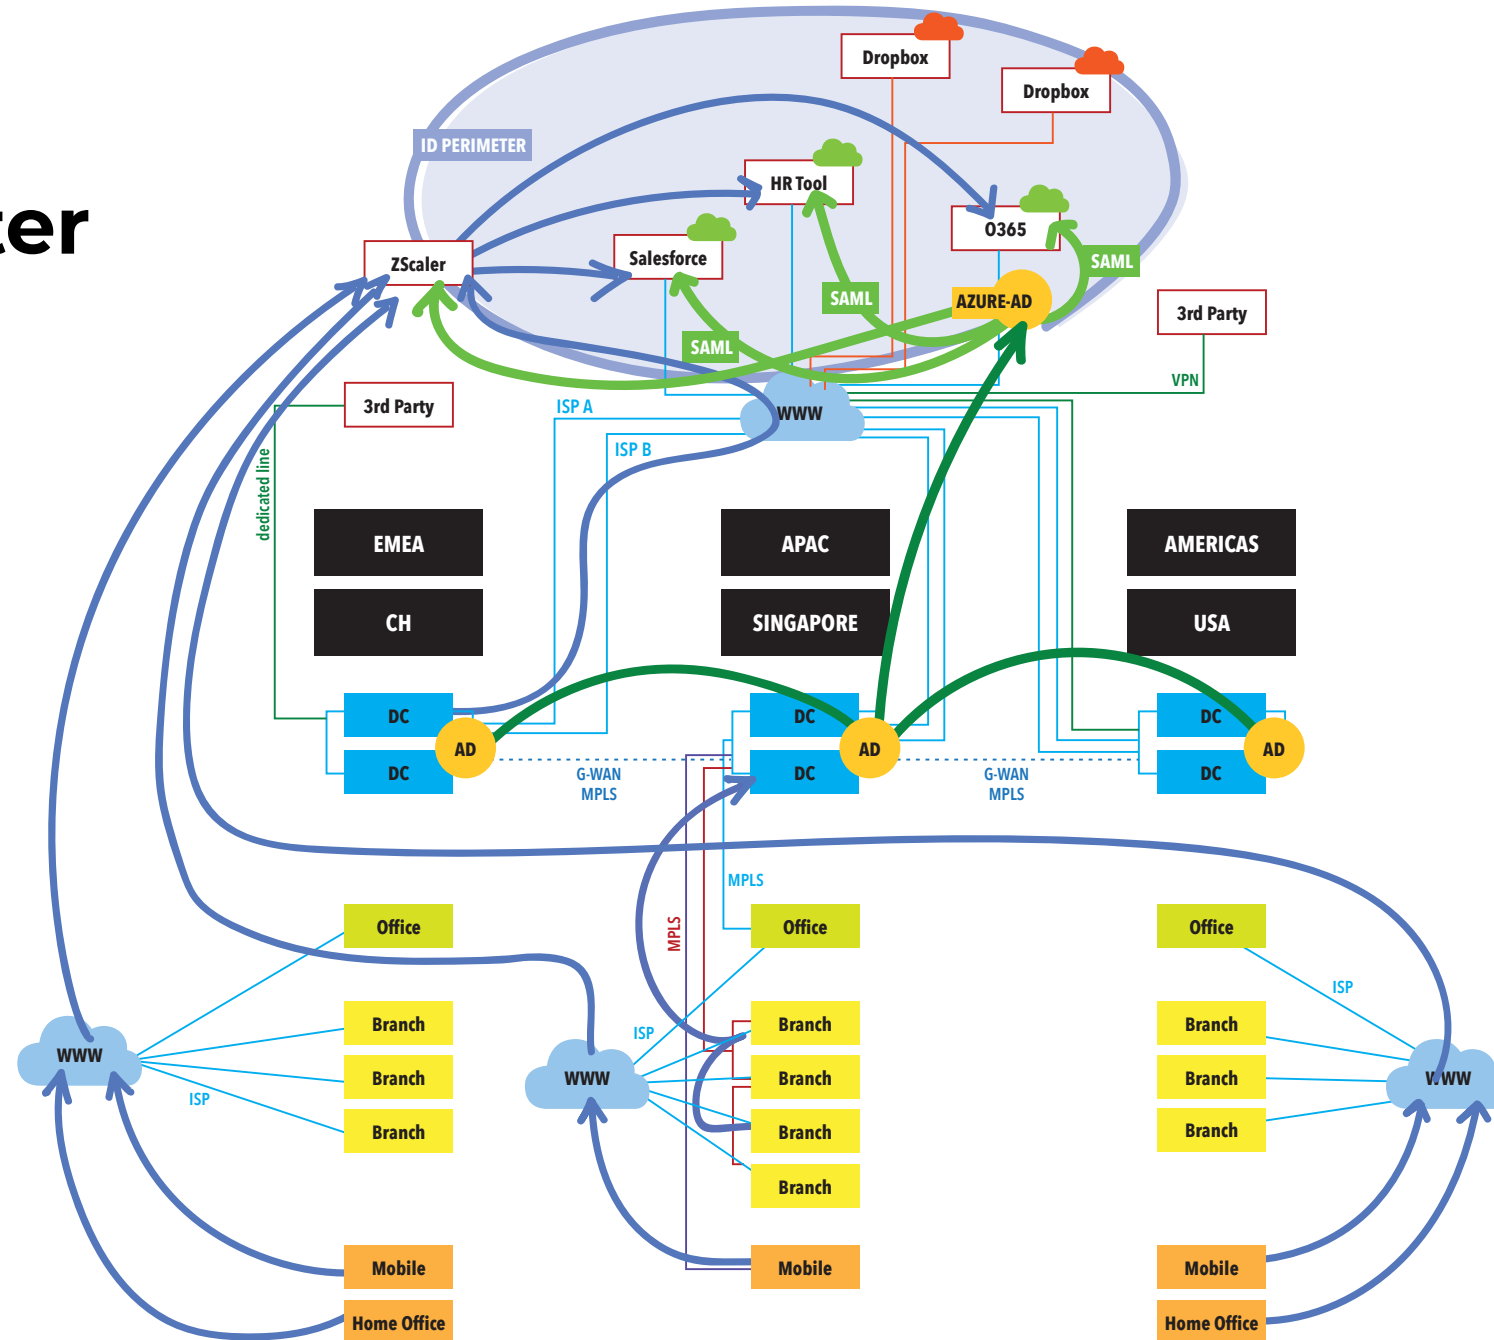 Dropbox
Dropbox
ID PERIMETER
HR Tool
ter
O365
ZScaler
Salesforce
SAML
SAML
AZURE-AD
3rd Party
SAML
VPN
3rd Party
ISP A
WWW
ISP B
dedicated line
EMEA
APAC
AMERICAS
CH
SINGAPORE
USA
DC
DC
DC
AD
AD
AD
DC
DC
DC
G-WAN
MPLS
G-WAN
MPLS
MPLS
MPLS
Office
Office
Office
ISP
Branch
Branch
Branch
ISP
WWW
WWW
WWW
Branch
Branch
Branch
ISP
Branch
Branch
Branch
Branch
Mobile
Mobile
Mobile
Home Office
Home Office